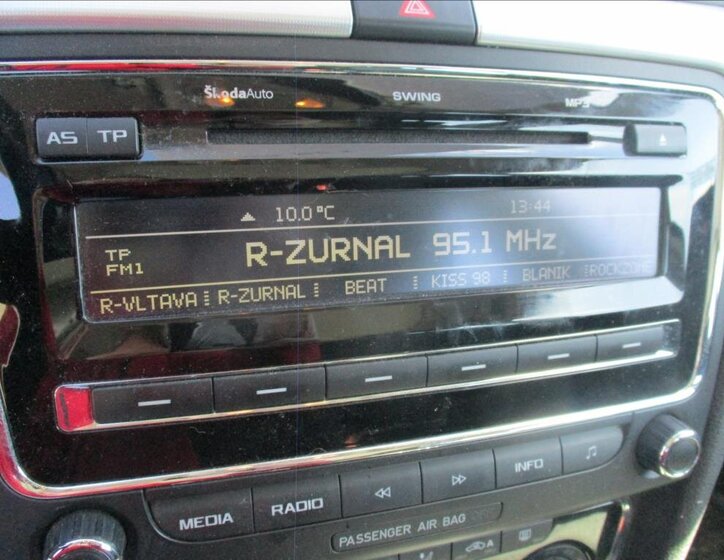 ŠkodaAuto SWING MP3
AS TP
10.0°C 13:44
TP
FM1
R-ZURNAL 95.1 MHz
R-VLTAVA R-ZURNAL BEAT KISS 98 BLANIK ROCKZONE
MEDIA RADIO INFO
PASSENGER AIR BAG
A